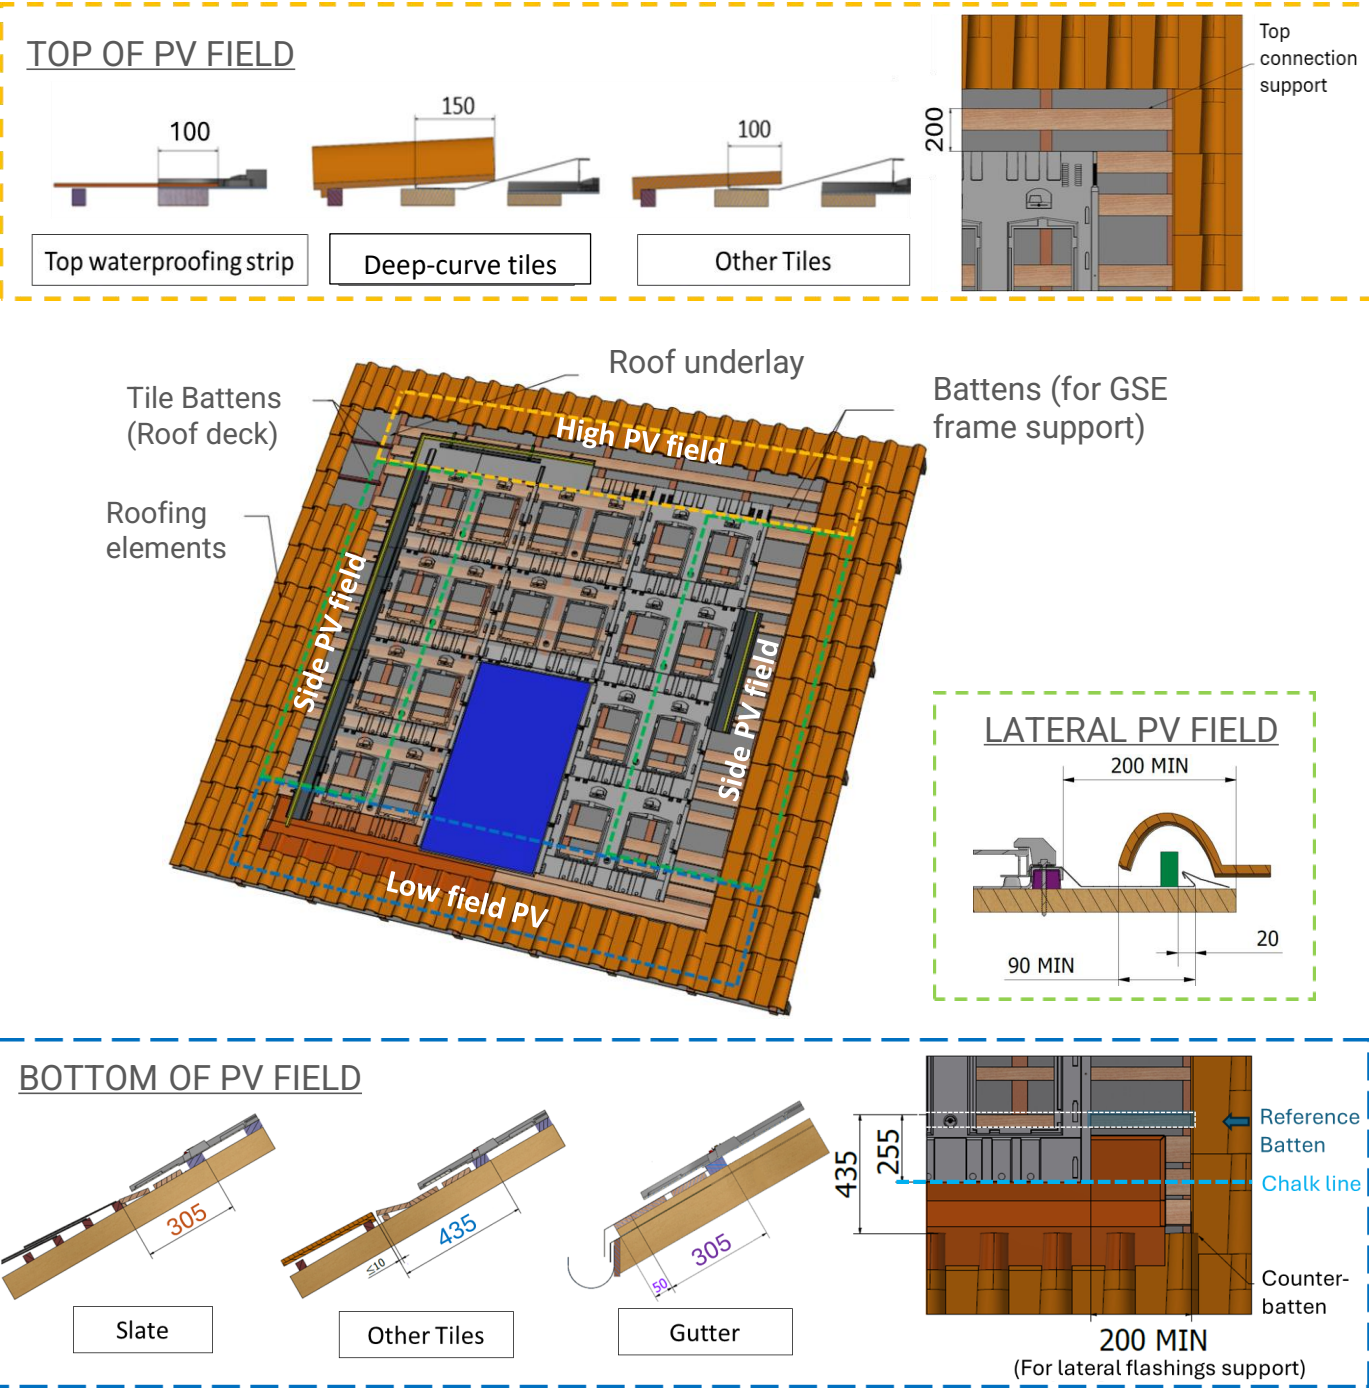 TOP OF PV FIELD
100
150
100
200
Top
connection
support
Top waterproofing strip
Deep-curve tiles
Other Tiles
Roof underlay
Tile Battens
(Roof deck)
Battens (for GSE
frame support)
High PV field
Roofing
elements
Side PV field
Side PV field
Low field PV
LATERAL PV FIELD
200 MIN
20
90 MIN
BOTTOM OF PV FIELD
305
435
≤10
305
50
Slate
Other Tiles
Gutter
435
255
Reference
Batten
Chalk line
Counter-
batten
200 MIN
(For lateral flashings support)